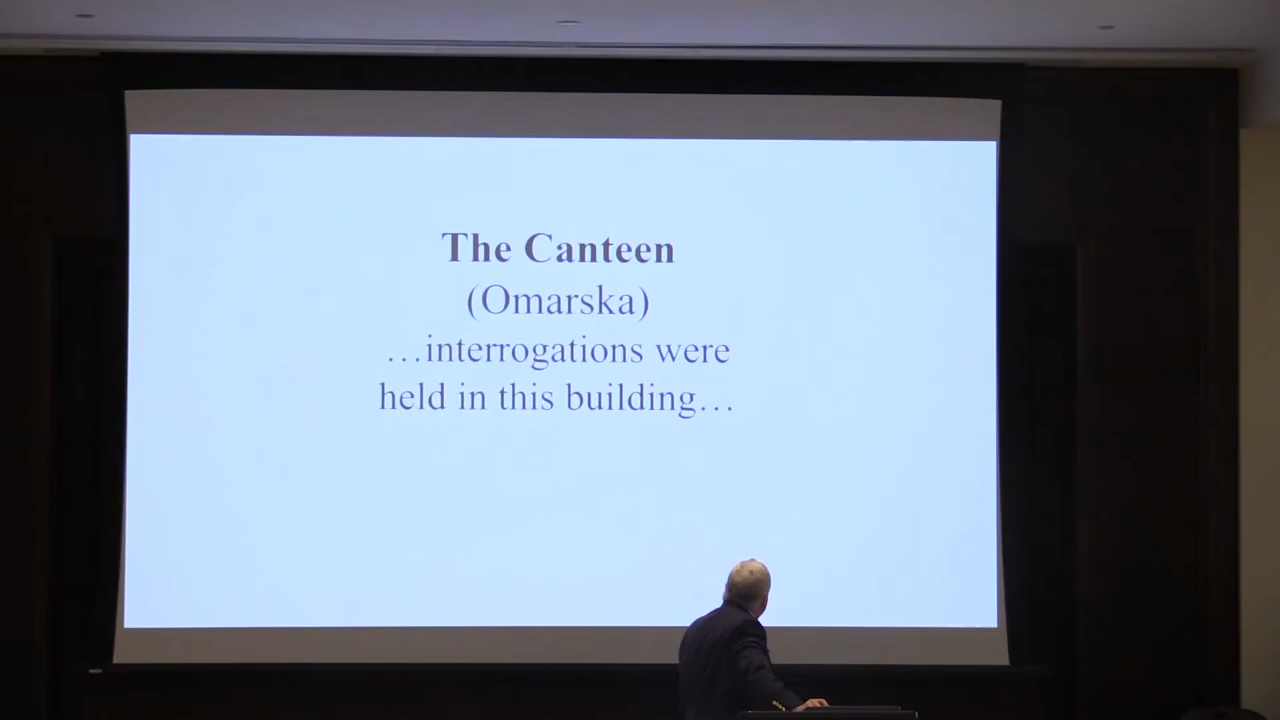 The Canteen
(Omarska)
…interrogations were
held in this building…